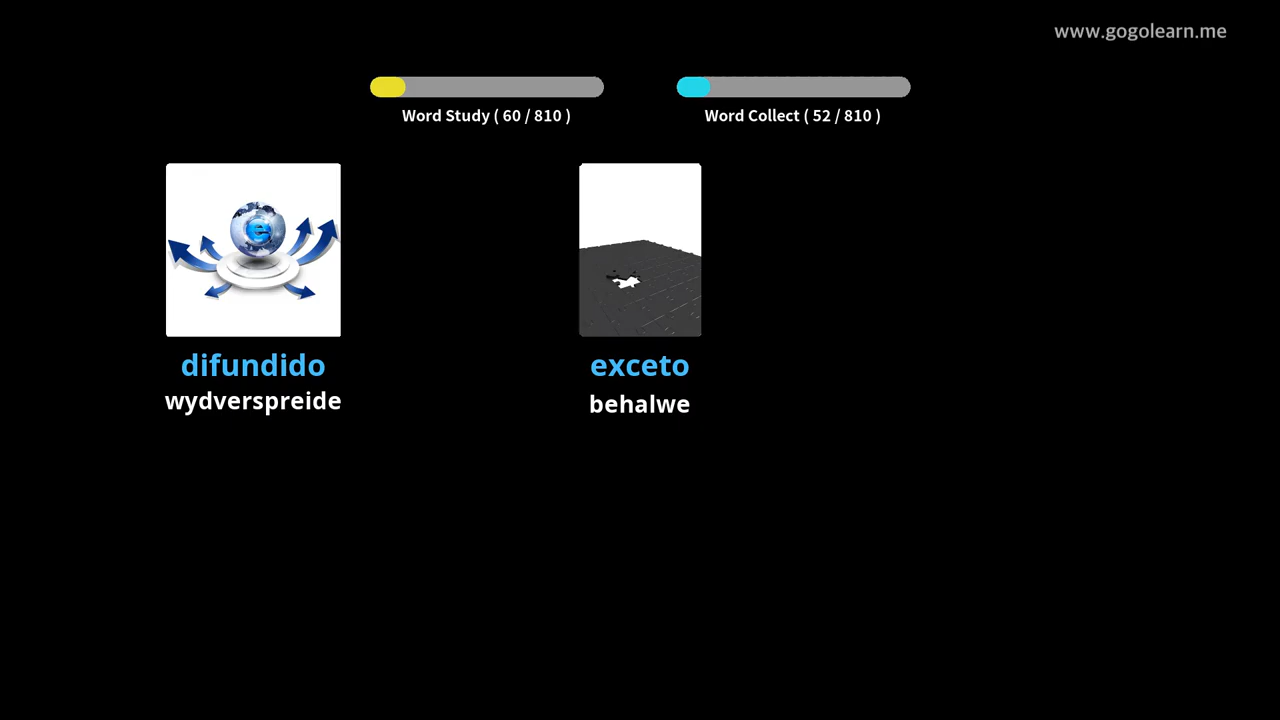 www.gogolearn.me
Word Study ( 60 / 810 )
Word Collect ( 52 / 810 )
e
difundido
wydverspreide
exceto
behalwe